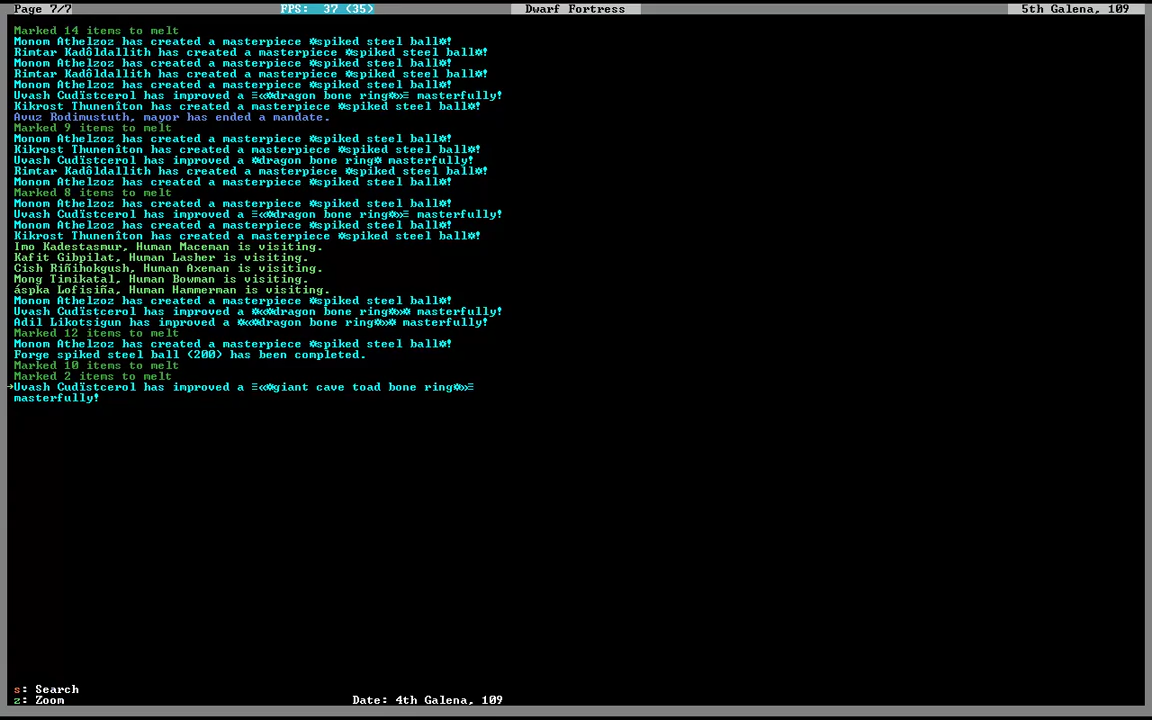 Page 7/7 FPS: 37 (35) Dwarf Fortress 5th Galena, 109
Marked 14 items to melt
Monom Athelzoz has created a masterpiece ☼spiked steel ball☼!
Rimtar Kadôldallith has created a masterpiece ☼spiked steel ball☼!
Monom Athelzoz has created a masterpiece ☼spiked steel ball☼!
Rimtar Kadôldallith has created a masterpiece ☼spiked steel ball☼!
Monom Athelzoz has created a masterpiece ☼spiked steel ball☼!
Uvash Cudïstcerol has improved a ≡«☼dragon bone ring☼»≡ masterfully!
Kikrost Thunenîton has created a masterpiece ☼spiked steel ball☼!
Avuz Rodimustuth, mayor has ended a mandate.
Marked 9 items to melt
Monom Athelzoz has created a masterpiece ☼spiked steel ball☼!
Kikrost Thunenîton has created a masterpiece ☼spiked steel ball☼!
Uvash Cudïstcerol has improved a ☼dragon bone ring☼ masterfully!
Rimtar Kadôldallith has created a masterpiece ☼spiked steel ball☼!
Monom Athelzoz has created a masterpiece ☼spiked steel ball☼!
Marked 8 items to melt
Monom Athelzoz has created a masterpiece ☼spiked steel ball☼!
Uvash Cudïstcerol has improved a ≡«☼dragon bone ring☼»≡ masterfully!
Monom Athelzoz has created a masterpiece ☼spiked steel ball☼!
Kikrost Thunenîton has created a masterpiece ☼spiked steel ball☼!
Imo Kadestasmur, Human Maceman is visiting.
Kafit Gibpilat, Human Lasher is visiting.
Cish Riñihokgush, Human Axeman is visiting.
Mong Timikatal, Human Bowman is visiting.
áspka Lofisiña, Human Hammerman is visiting.
Monom Athelzoz has created a masterpiece ☼spiked steel ball☼!
Uvash Cudïstcerol has improved a ☼«☼dragon bone ring☼»☼ masterfully!
Adil Likotsigun has improved a ☼«☼dragon bone ring☼»☼ masterfully!
Marked 12 items to melt
Monom Athelzoz has created a masterpiece ☼spiked steel ball☼!
Forge spiked steel ball (200) has been completed.
Marked 10 items to melt
Marked 2 items to melt
→Uvash Cudïstcerol has improved a ≡«☼giant cave toad bone ring☼»≡
masterfully!
s: Search
z: Zoom Date: 4th Galena, 109